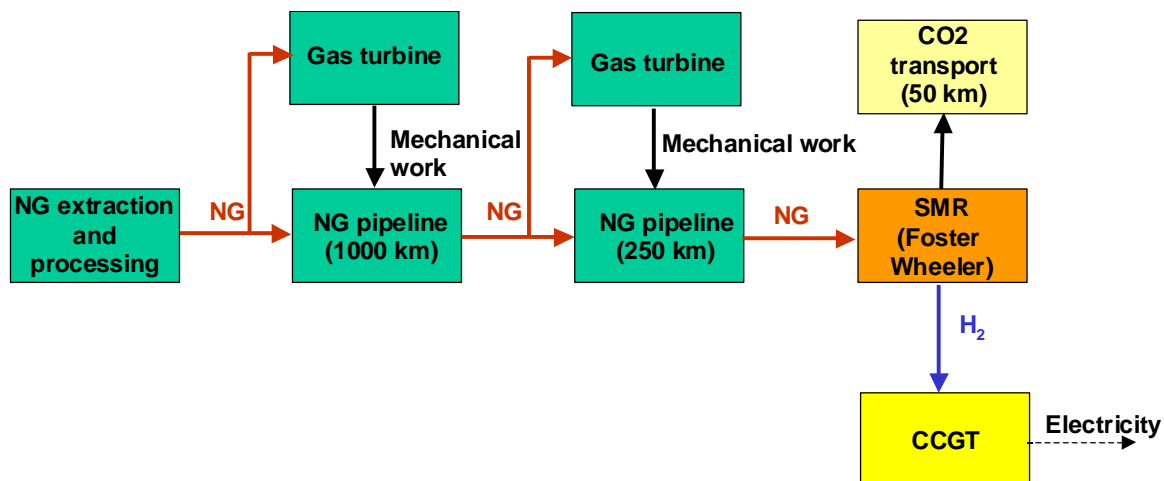 Gas turbine
Gas turbine
CO2
transport
(50 km)
Mechanical
work
Mechanical work
NG extraction
and
processing
NG
NG pipeline
(1000 km)
NG
NG pipeline
(250 km)
NG
SMR
(Foster
Wheeler)
H₂
CCGT
Electricity